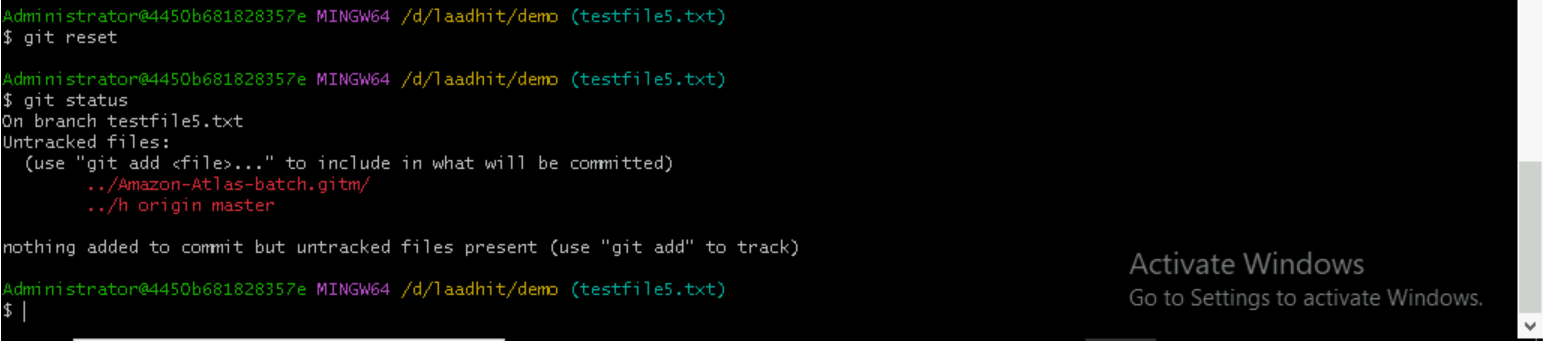 Administrator@4450b681828357e MINGW64 /d/laadhit/demo (testfile5.txt)
$ git reset
Administrator@4450b681828357e MINGW64 /d/laadhit/demo (testfile5.txt)
$ git status
On branch testfile5.txt
Untracked files:
  (use "git add <file>..." to include in what will be committed)
        ../Amazon-Atlas-batch.gitm/
        ../h origin master
nothing added to commit but untracked files present (use "git add" to track)
Activate Windows
Go to Settings to activate Windows.
Administrator@4450b681828357e MINGW64 /d/laadhit/demo (testfile5.txt)
$